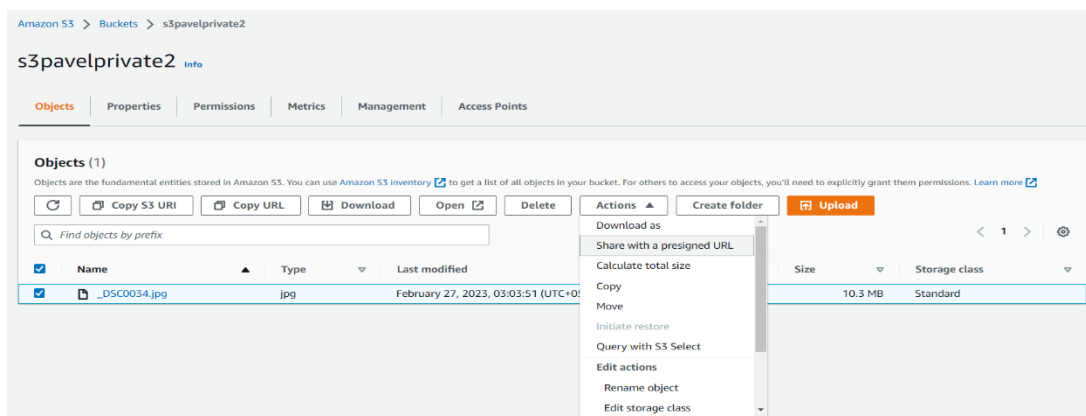 Amazon S3 > Buckets > s3pavelprivate2
s3pavelprivate2 Info
Objects Properties Permissions Metrics Management Access Points
Objects (1)
Objects are the fundamental entities stored in Amazon S3. You can use Amazon S3 Inventory to get a list of all objects in your bucket. For others to access your objects, you'll need to explicitly grant them permissions. Learn more
Copy S3 URI Copy URL Download Open Delete Actions Create folder Upload
Find objects by prefix
< 1 >
Name Type Last modified Size Storage class
_DSC0034.jpg jpg February 27, 2023, 03:03:51 (UTC+0 10.3 MB Standard
Download as
Share with a presigned URL
Calculate total size
Copy
Move
Initiate restore
Query with S3 Select
Edit actions
Rename object
Edit storage class